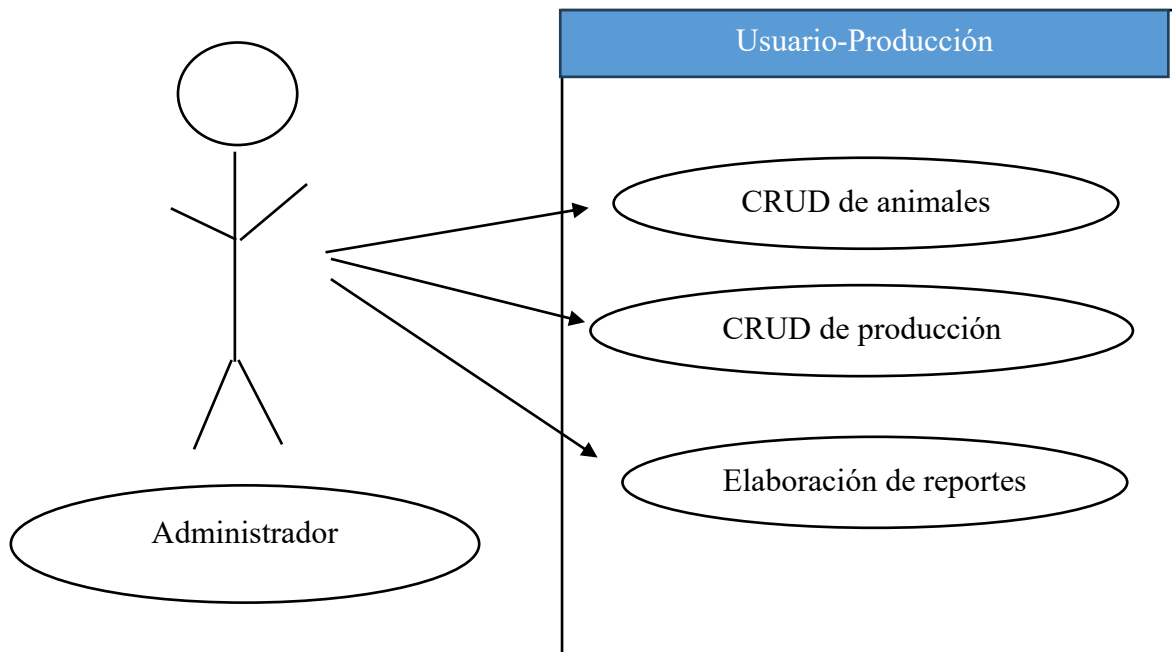 Usuario-Producción
CRUD de animales
CRUD de producción
Elaboración de reportes
Administrador